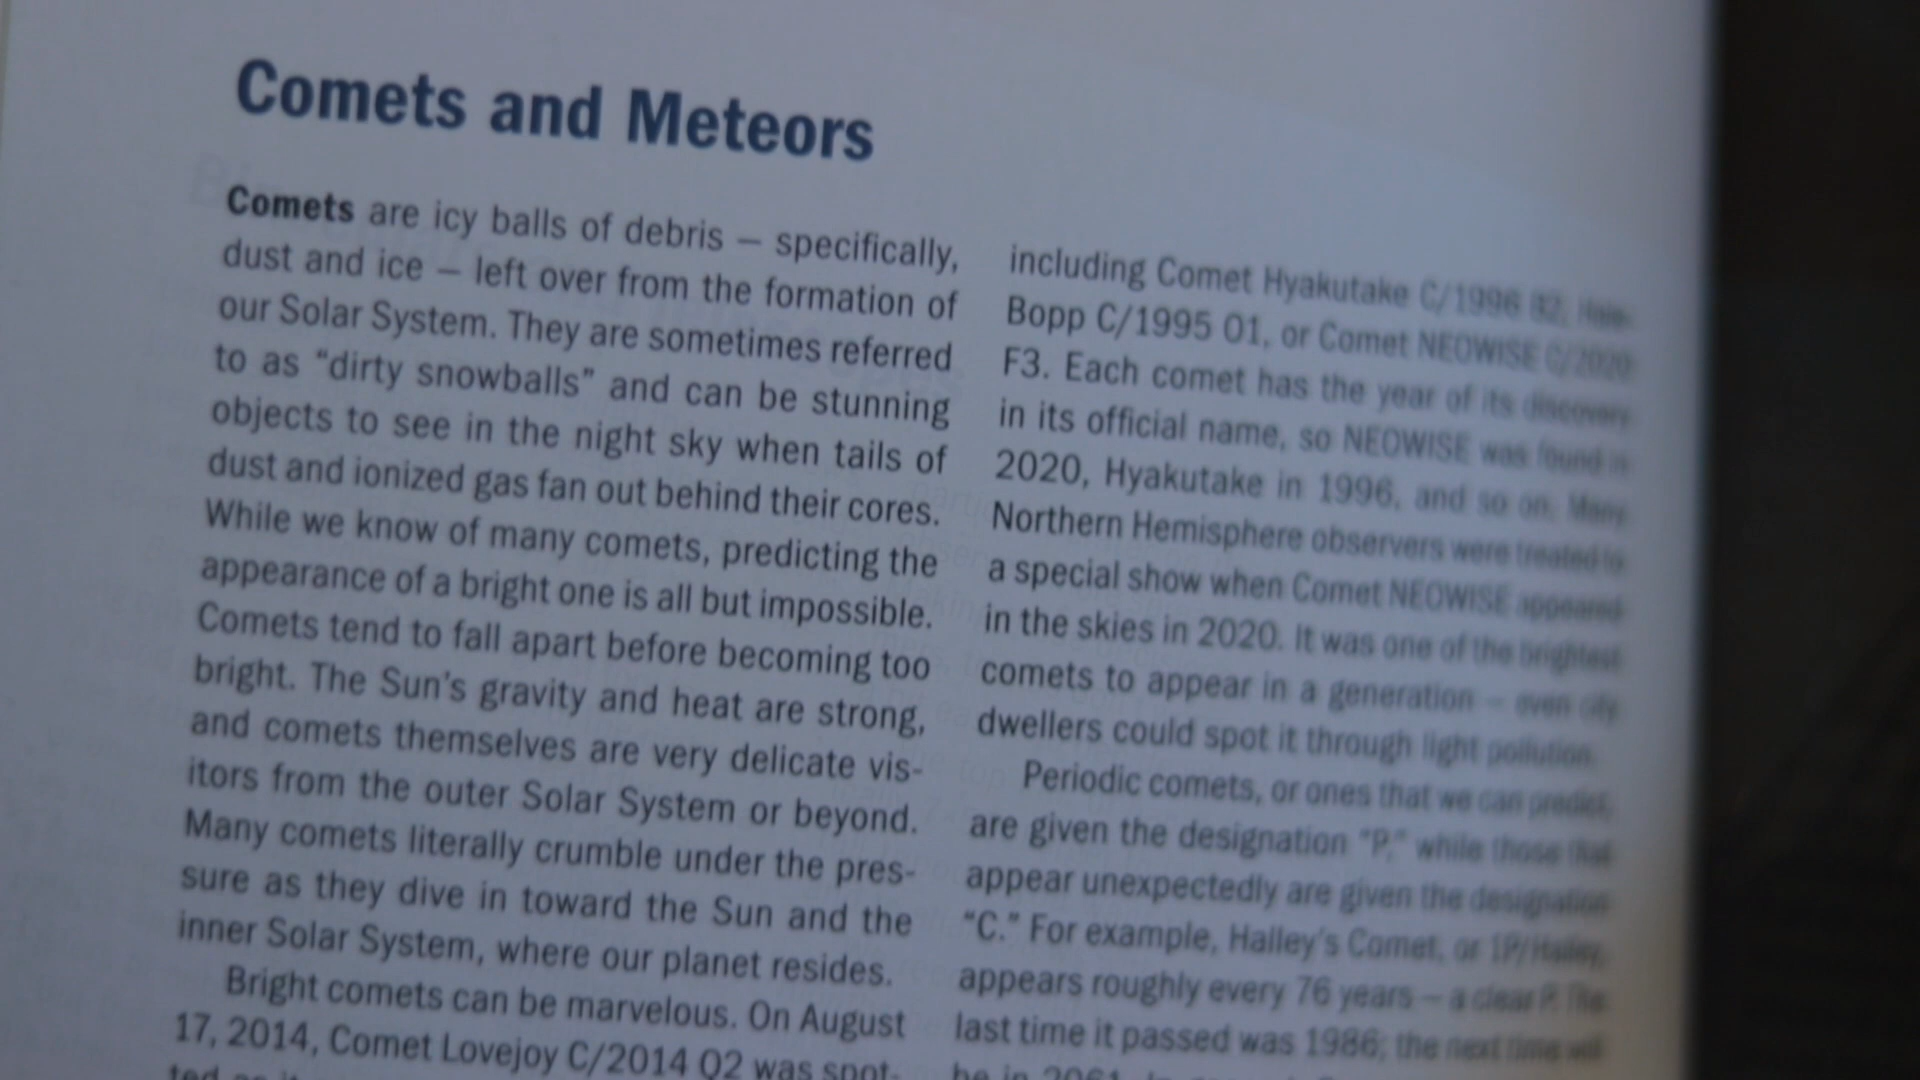 Comets and Meteors
Comets are icy balls of debris – specifically,
dust and ice – left over from the formation of
our Solar System. They are sometimes referred
to as “dirty snowballs” and can be stunning
objects to see in the night sky when tails of
dust and ionized gas fan out behind their cores.
While we know of many comets, predicting the
appearance of a bright one is all but impossible.
Comets tend to fall apart before becoming too
bright. The Sun’s gravity and heat are strong,
and comets themselves are very delicate vis-
itors from the outer Solar System or beyond.
Many comets literally crumble under the pres-
sure as they dive in toward the Sun and the
inner Solar System, where our planet resides.
Bright comets can be marvelous. On August
17, 2014, Comet Lovejoy C/2014 Q2 was spot-
including Comet Hyakutake C/1996
Bopp C/1995 O1, or Comet NEOWISE C/2020
F3. Each comet has the year of its discovery
in its official name, so NEOWISE was found in
2020, Hyakutake in 1996, and so on. Many
Northern Hemisphere observers were treated to
a special show when Comet NEOWISE appeared
in the skies in 2020. It was one of the brightest
comets to appear in a generation – even city
dwellers could spot it through light pollution.
Periodic comets, or ones that we can predict,
are given the designation “P,” while those that
appear unexpectedly are given the designation
“C.” For example, Halley’s Comet, or 1P/Halley,
appears roughly every 76 years – a clear P. The
last time it passed was 1986; the next time will
be in 2061.